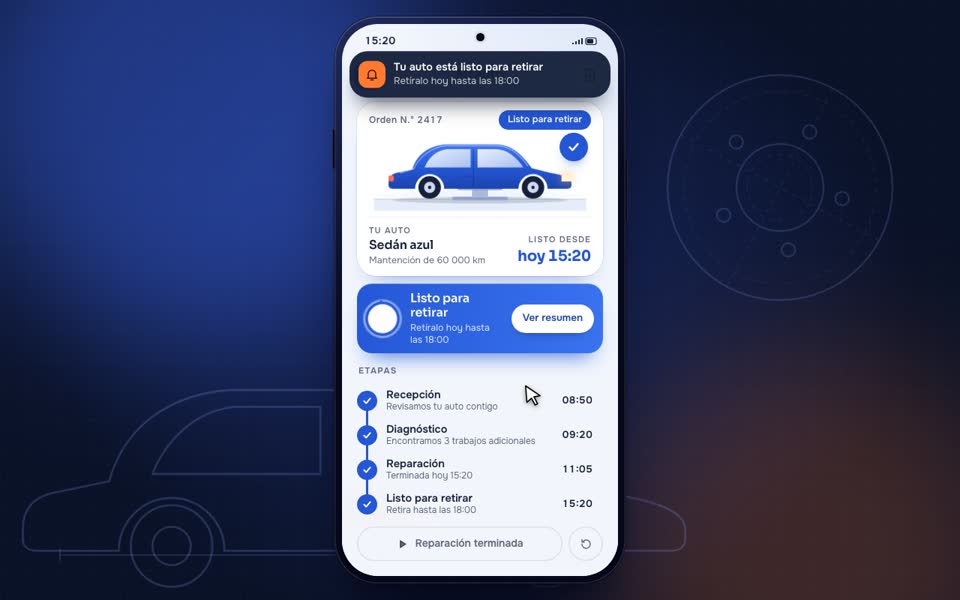 15:20
Tu auto está listo para retirar
Retíralo hoy hasta las 18:00
Orden N.° 2417
Listo para retirar
TU AUTO
Sedán azul
Mantención de 60 000 km
LISTO DESDE
hoy 15:20
Listo para
retirar
Retíralo hoy hasta
las 18:00
Ver resumen
ETAPAS
Recepción
Revisamos tu auto contigo
08:50
Diagnóstico
Encontramos 3 trabajos adicionales
09:20
Reparación
Terminada hoy 15:20
11:05
Listo para retirar
Retira hasta las 18:00
15:20
Reparación terminada